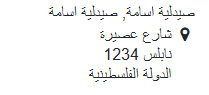 صيدلية اسامة, صيدلية اسامة
شارع عصيرة
نابلس 1234
الدولة الفلسطينية